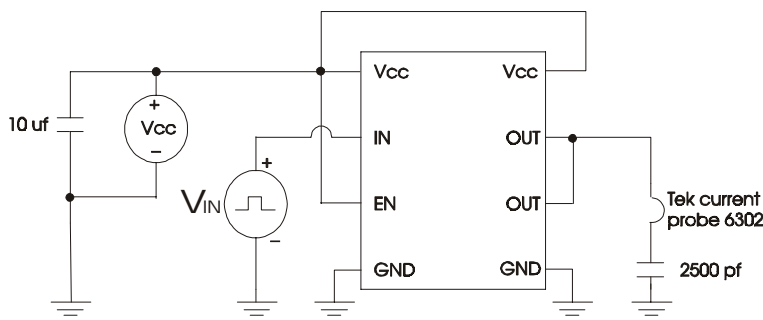 Vcc
Vcc
10 uf
+
Vcc
-
IN
OUT
+
VIN
-
EN
OUT
Tek current
probe 6302
GND
GND
2500 pf